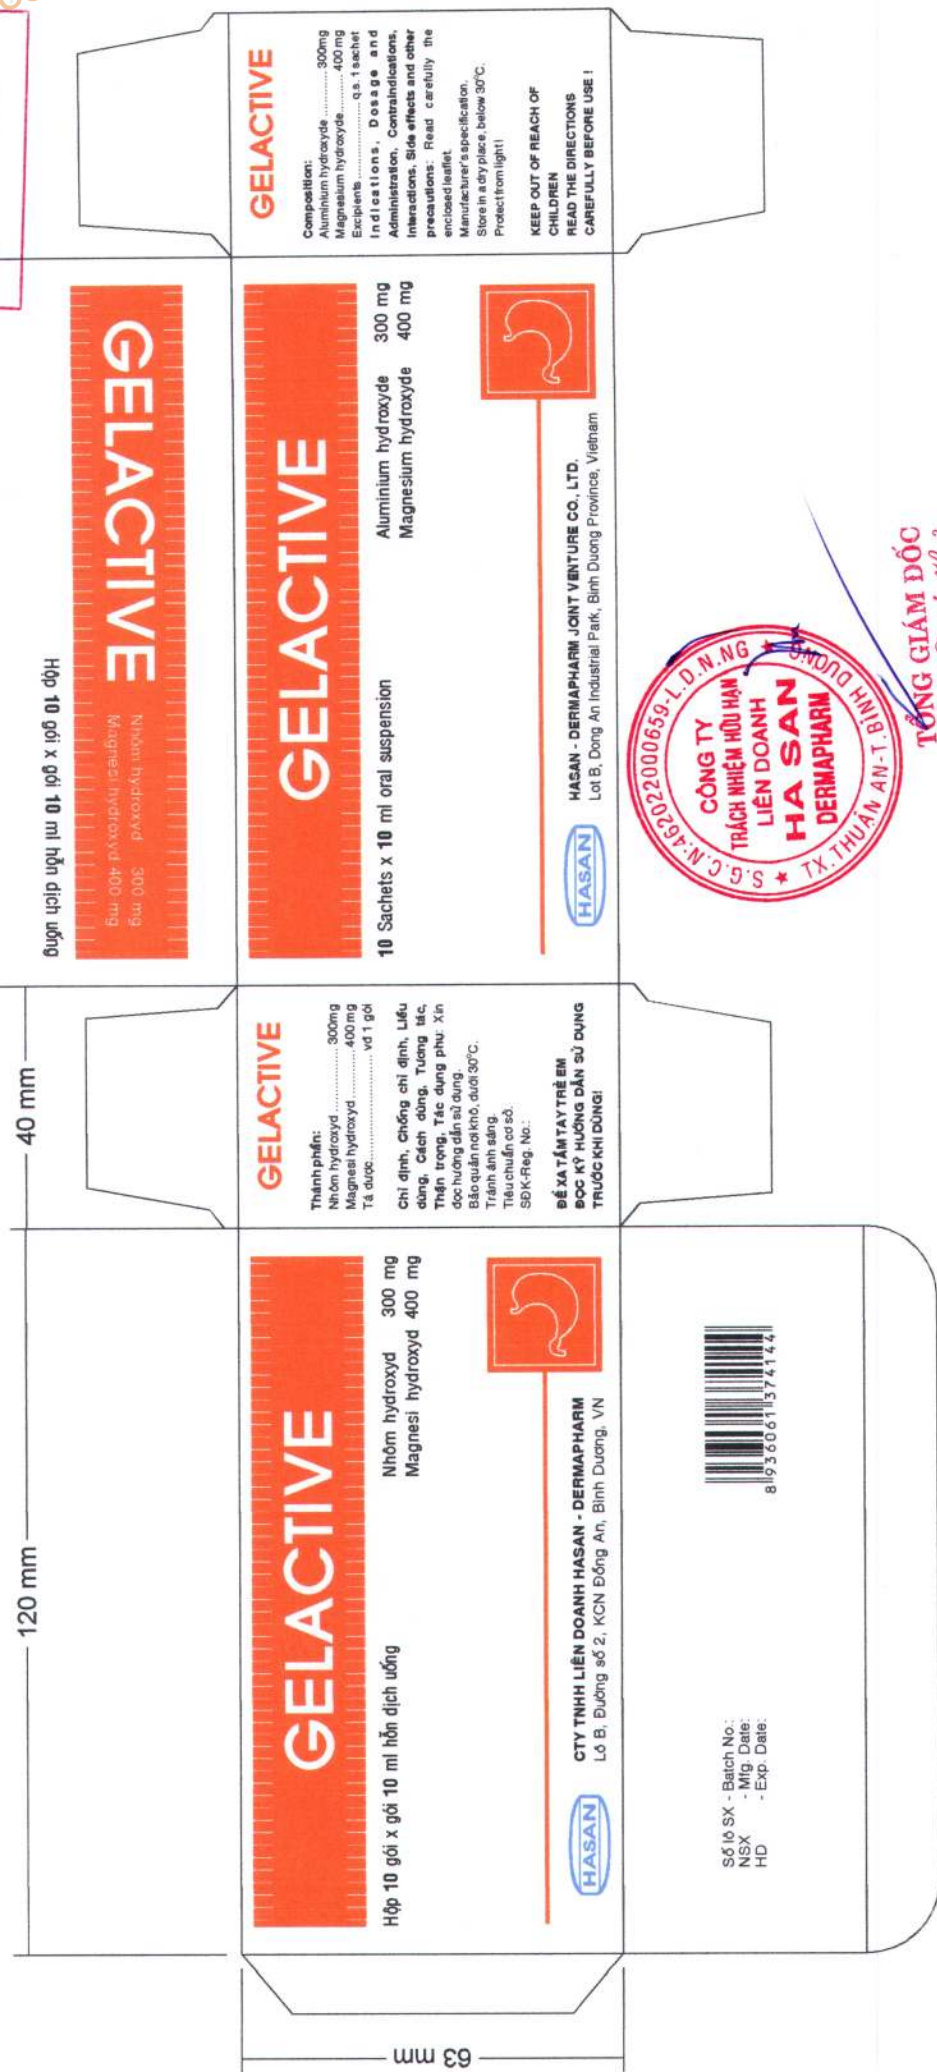 120 mm
40 mm
63 mm
Hộp 10 gói x gói 10 ml hỗn dịch uống
GELACTIVE
Nhôm hydroxyd 300 mg
Magnesi hydroxyd 400 mg
GELACTIVE
Hộp 10 gói x gói 10 ml hỗn dịch uống
Nhôm hydroxyd 300 mg
Magnesi hydroxyd 400 mg
HASAN
CTY TNHH LIÊN DOANH HASAN - DERMAPHARM
Lô B, Đường số 2, KCN Đồng An, Bình Dương, VN
GELACTIVE
Thành phần:
Nhôm hydroxyd ............... 300mg
Magnesi hydroxyd ........... 400 mg
Tá dược........................ vđ 1 gói
Chỉ định, Chống chỉ định, Liều
dùng, Cách dùng, Tương tác,
Thận trọng, Tác dụng phụ: Xin
đọc hướng dẫn sử dụng.
Bảo quản nơi khô, dưới 30°C.
Tránh ánh sáng.
Tiêu chuẩn cơ sở.
SĐK-Reg. No.:
ĐỂ XA TẦM TAY TRẺ EM
ĐỌC KỸ HƯỚNG DẪN SỬ DỤNG
TRƯỚC KHI DÙNG!
GELACTIVE
10 Sachets x 10 ml oral suspension
Aluminium hydroxyde 300 mg
Magnesium hydroxyde 400 mg
HASAN
HASAN - DERMAPHARM JOINT VENTURE CO., LTD.
Lot B, Dong An Industrial Park, Binh Duong Province, Vietnam
GELACTIVE
Composition:
Aluminium hydroxyde ............ 300mg
Magnesium hydroxyde .......... 400 mg
Excipients ..................... q.s. 1 sachet
Indications, Dosage and
Administration, Contraindications,
Interactions, Side effects and other
precautions: Read carefully the
enclosed leaflet.
Manufacturer's specification.
Store in a dry place, below 30°C.
Protect from light!
KEEP OUT OF REACH OF
CHILDREN
READ THE DIRECTIONS
CAREFULLY BEFORE USE !
Số lô SX - Batch No.:
NSX - Mfg. Date:
HD - Exp. Date:
8 936061 374144
S.G.C.N:462022000659-L.D.N.NG
CÔNG TY
TRÁCH NHIỆM HỮU HẠN
LIÊN DOANH
HA SAN
DERMAPHARM
TX.THUẬN AN-T.BÌNH DƯƠNG
TỔNG GIÁM ĐỐC